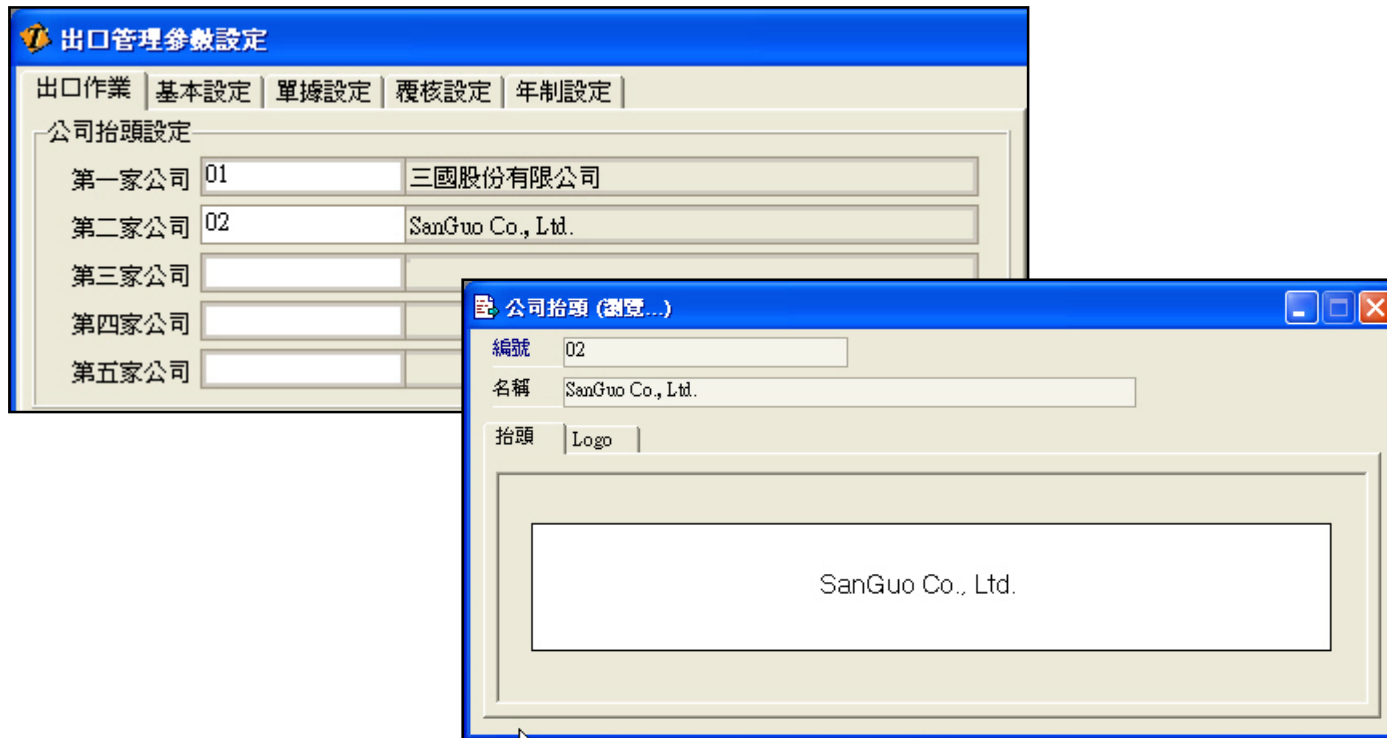 出口管理參數設定
出口作業 基本設定 單據設定 覆核設定 年制設定
公司抬頭設定
第一家公司 01 三國股份有限公司
第二家公司 02 SanGuo Co., Ltd.
第三家公司
第四家公司
第五家公司
公司抬頭 (瀏覽...)
編號 02
名稱 SanGuo Co., Ltd.
抬頭 Logo
SanGuo Co., Ltd.